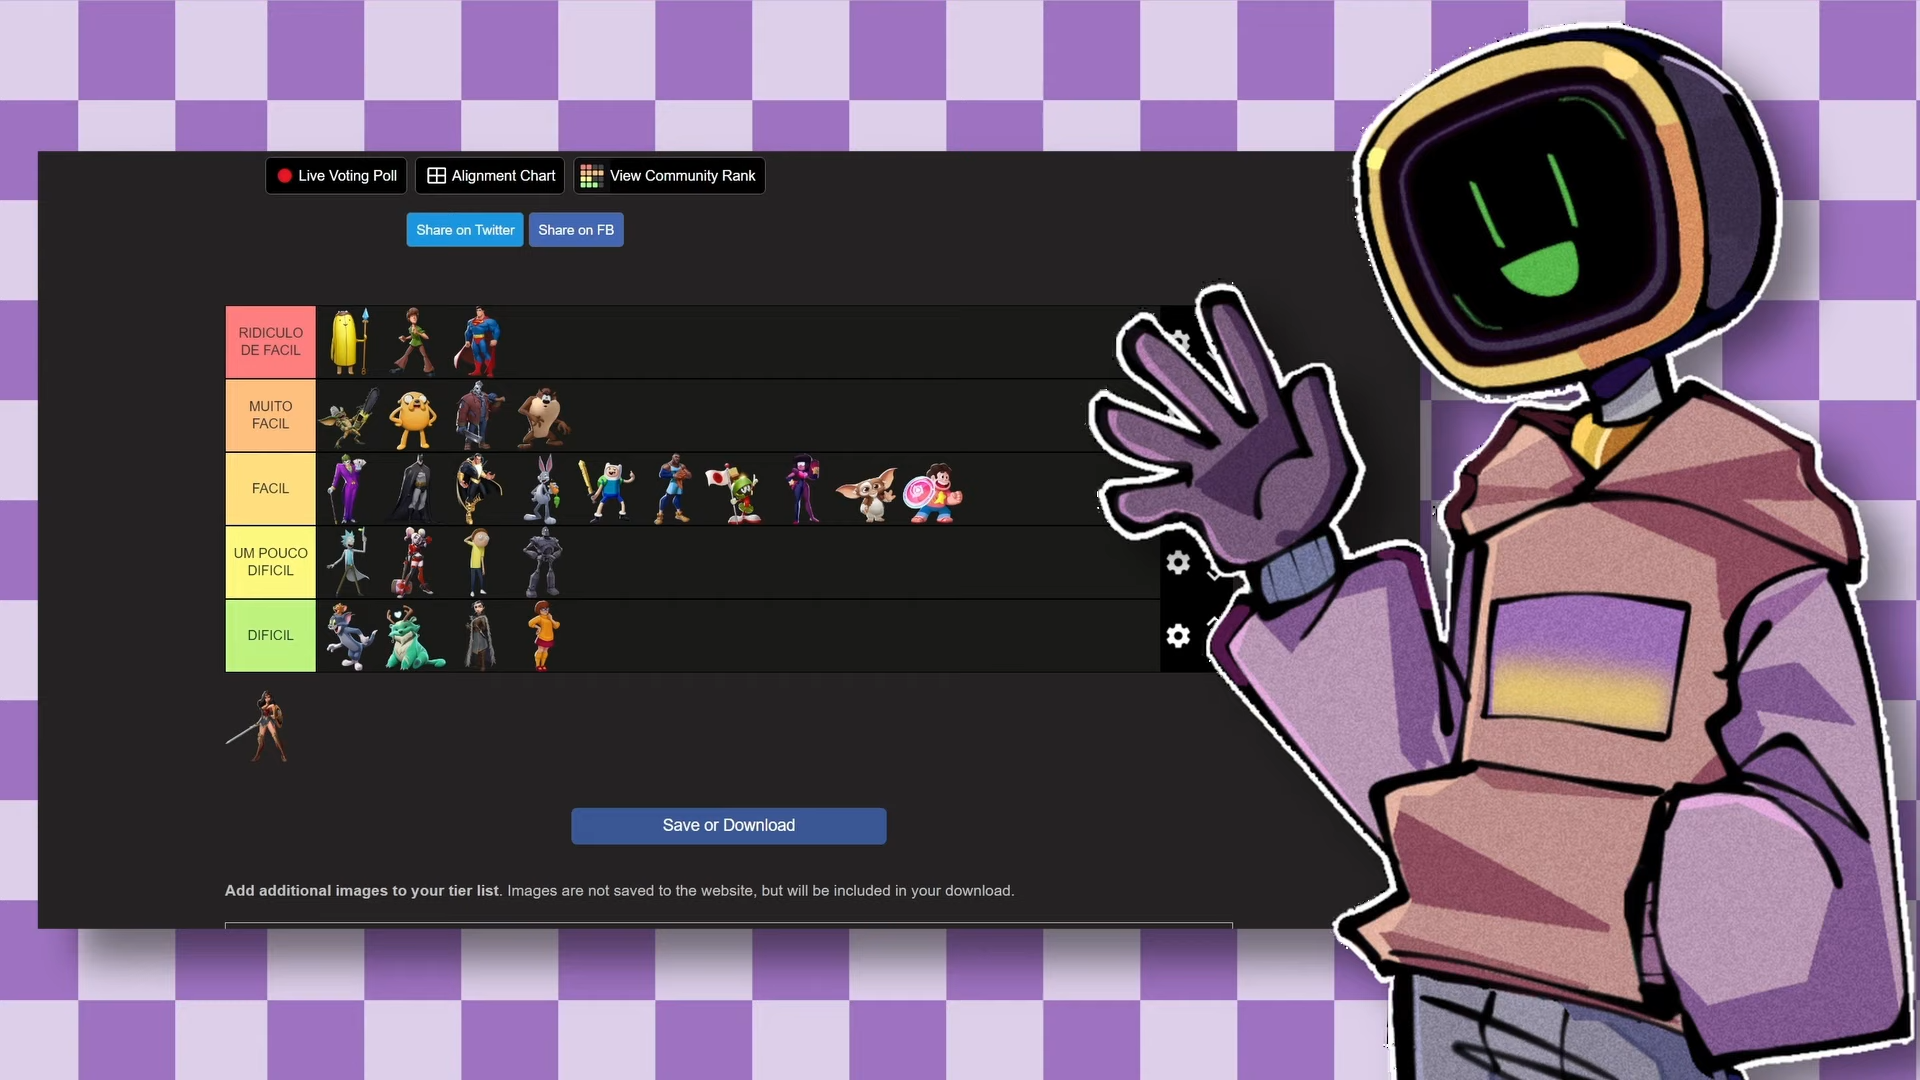 Live Voting Poll
Alignment Chart
View Community Rank
Share on Twitter
Share on FB
RIDICULO
DE FACIL
MUITO
FACIL
FACIL
UM POUCO
DIFICIL
DIFICIL
Save or Download
Add additional images to your tier list. Images are not saved to the website, but will be included in your download.